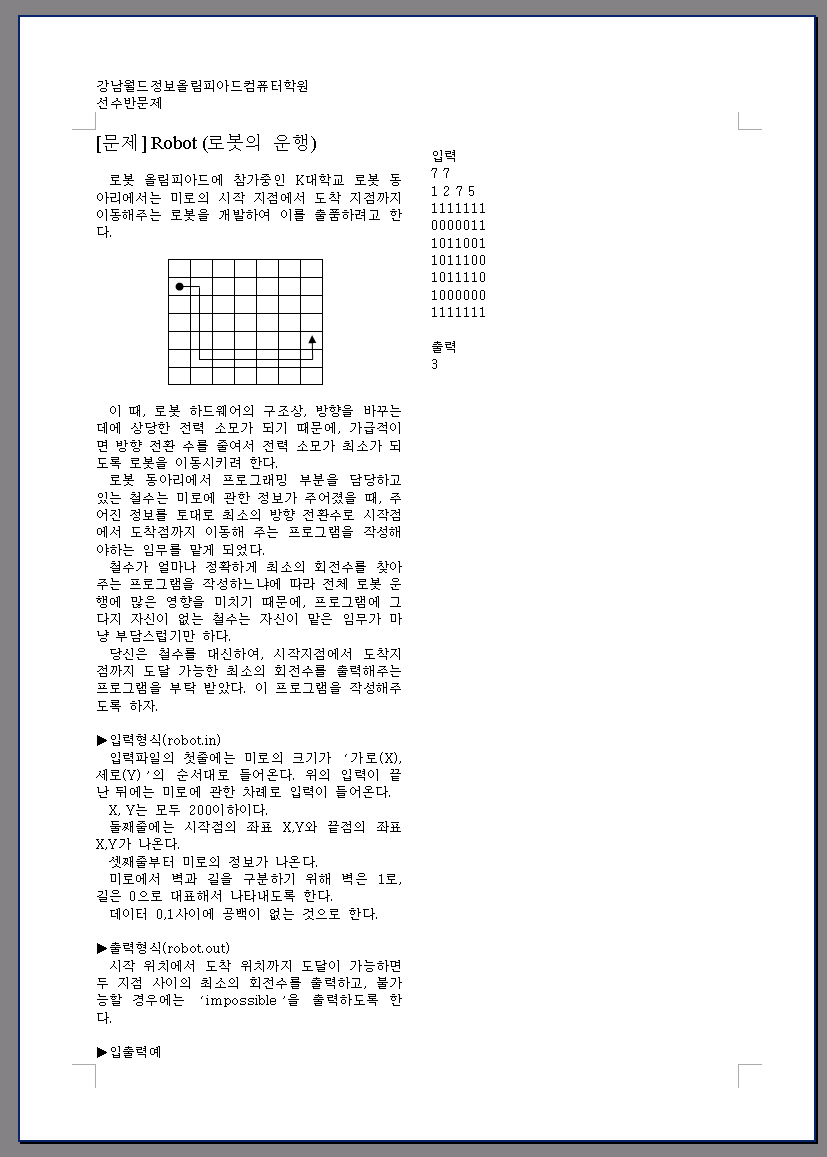 강남월드정보올림피아드컴퓨터학원
선수반문제
[문제] Robot (로봇의 운행)
로봇 올림피아드에 참가중인 K대학교 로봇 동
아리에서는 미로의 시작 지점에서 도착 지점까지
이동해주는 로봇을 개발하여 이를 출품하려고 한
다.
이 때, 로봇 하드웨어의 구조상, 방향을 바꾸는
데에 상당한 전력 소모가 되기 때문에, 가급적이
면 방향 전환 수를 줄여서 전력 소모가 최소가 되
도록 로봇을 이동시키려 한다.
로봇 동아리에서 프로그래밍 부분을 담당하고
있는 철수는 미로에 관한 정보가 주어졌을 때, 주
어진 정보를 토대로 최소의 방향 전환수로 시작점
에서 도착점까지 이동해 주는 프로그램을 작성해
야하는 임무를 맡게 되었다.
철수가 얼마나 정확하게 최소의 회전수를 찾아
주는 프로그램을 작성하느냐에 따라 전체 로봇 운
행에 많은 영향을 미치기 때문에, 프로그램에 그
다지 자신이 없는 철수는 자신이 맡은 임무가 마
냥 부담스럽기만 하다.
당신은 철수를 대신하여, 시작지점에서 도착지
점까지 도달 가능한 최소의 회전수를 출력해주는
프로그램을 부탁 받았다. 이 프로그램을 작성해주
도록 하자.
▶입력형식(robot.in)
입력파일의 첫줄에는 미로의 크기가 ‘가로(X),
세로(Y)’의 순서대로 들어온다. 위의 입력이 끝
난 뒤에는 미로에 관한 차례로 입력이 들어온다.
X, Y는 모두 200이하이다.
둘째줄에는 시작점의 좌표 X,Y와 끝점의 좌표
X,Y가 나온다.
셋째줄부터 미로의 정보가 나온다.
미로에서 벽과 길을 구분하기 위해 벽은 1로,
길은 0으로 대표해서 나타내도록 한다.
데이터 0,1사이에 공백이 없는 것으로 한다.
▶출력형식(robot.out)
시작 위치에서 도착 위치까지 도달이 가능하면
두 지점 사이의 최소의 회전수를 출력하고, 불가
능할 경우에는 ‘impossible’을 출력하도록 한
다.
▶입출력예
입력
7 7
1 2 7 5
1111111
0000011
1011001
1011100
1011110
1000000
1111111
출력
3